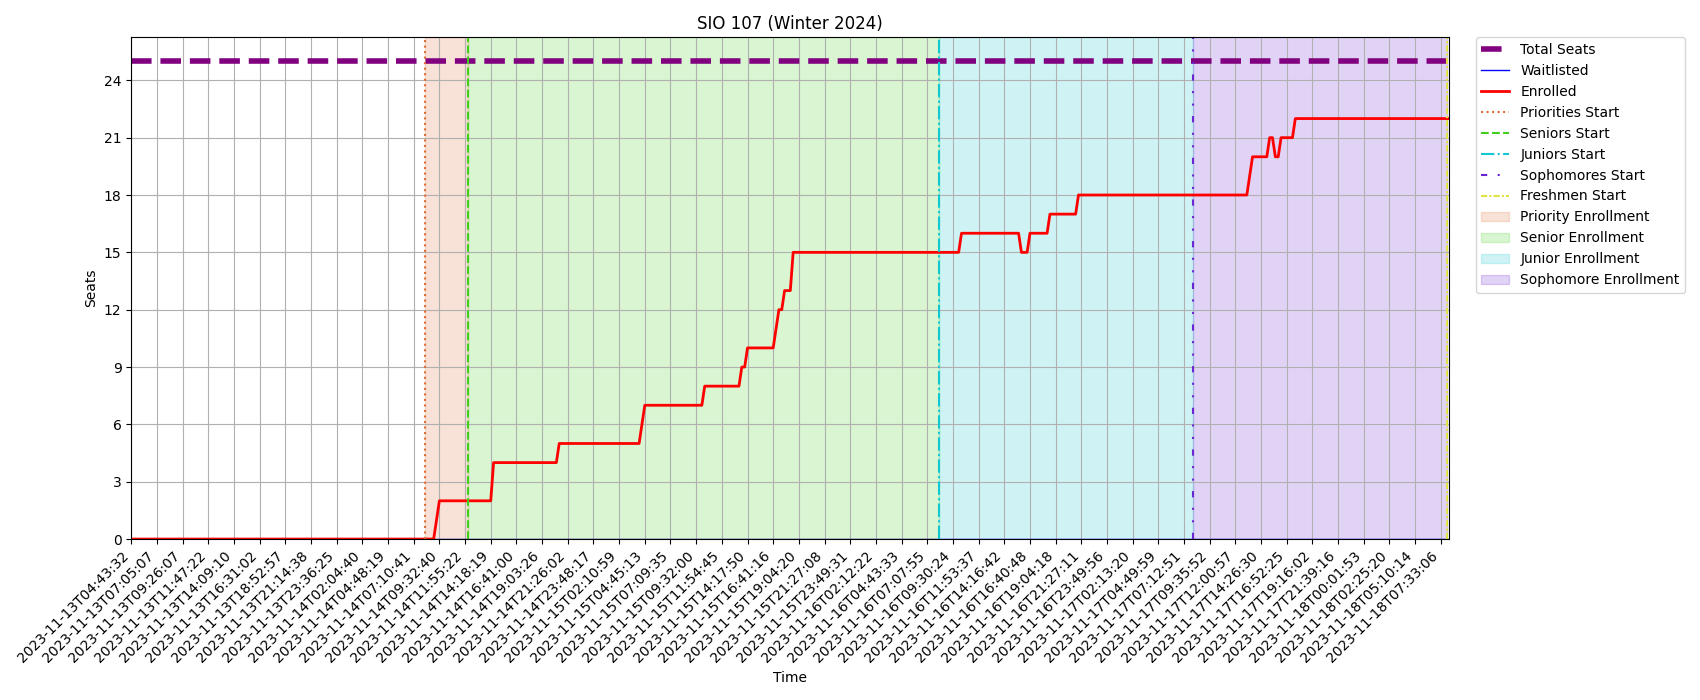 SIO 107 (Winter 2024)
Total Seats
Waitlisted
Enrolled
Priorities Start
Seniors Start
Juniors Start
Sophomores Start
Freshmen Start
Priority Enrollment
Senior Enrollment
Junior Enrollment
Sophomore Enrollment
Seats
24
21
18
15
12
9
6
3
0
2023-11-13T04:43:32
2023-11-13T07:05:07
2023-11-13T09:26:07
2023-11-13T11:47:22
2023-11-13T14:09:10
2023-11-13T16:31:02
2023-11-13T18:52:57
2023-11-13T21:14:38
2023-11-13T23:36:25
2023-11-14T02:04:40
2023-11-14T04:48:19
2023-11-14T07:10:41
2023-11-14T09:32:40
2023-11-14T11:55:22
2023-11-14T14:18:19
2023-11-14T16:41:00
2023-11-14T19:03:26
2023-11-14T21:26:02
2023-11-14T23:48:17
2023-11-15T02:10:59
2023-11-15T04:45:13
2023-11-15T07:09:35
2023-11-15T09:32:00
2023-11-15T11:54:45
2023-11-15T14:17:50
2023-11-15T16:41:16
2023-11-15T19:04:20
2023-11-15T21:27:08
2023-11-15T23:49:31
2023-11-16T02:12:22
2023-11-16T04:43:33
2023-11-16T07:07:55
2023-11-16T09:30:24
2023-11-16T11:53:37
2023-11-16T14:16:42
2023-11-16T16:40:48
2023-11-16T19:04:18
2023-11-16T21:27:11
2023-11-16T23:49:56
2023-11-17T02:13:20
2023-11-17T04:49:59
2023-11-17T07:12:51
2023-11-17T09:35:52
2023-11-17T12:00:57
2023-11-17T14:26:30
2023-11-17T16:52:25
2023-11-17T19:16:02
2023-11-17T21:39:16
2023-11-18T00:01:53
2023-11-18T02:25:20
2023-11-18T05:10:14
2023-11-18T07:33:06
Time